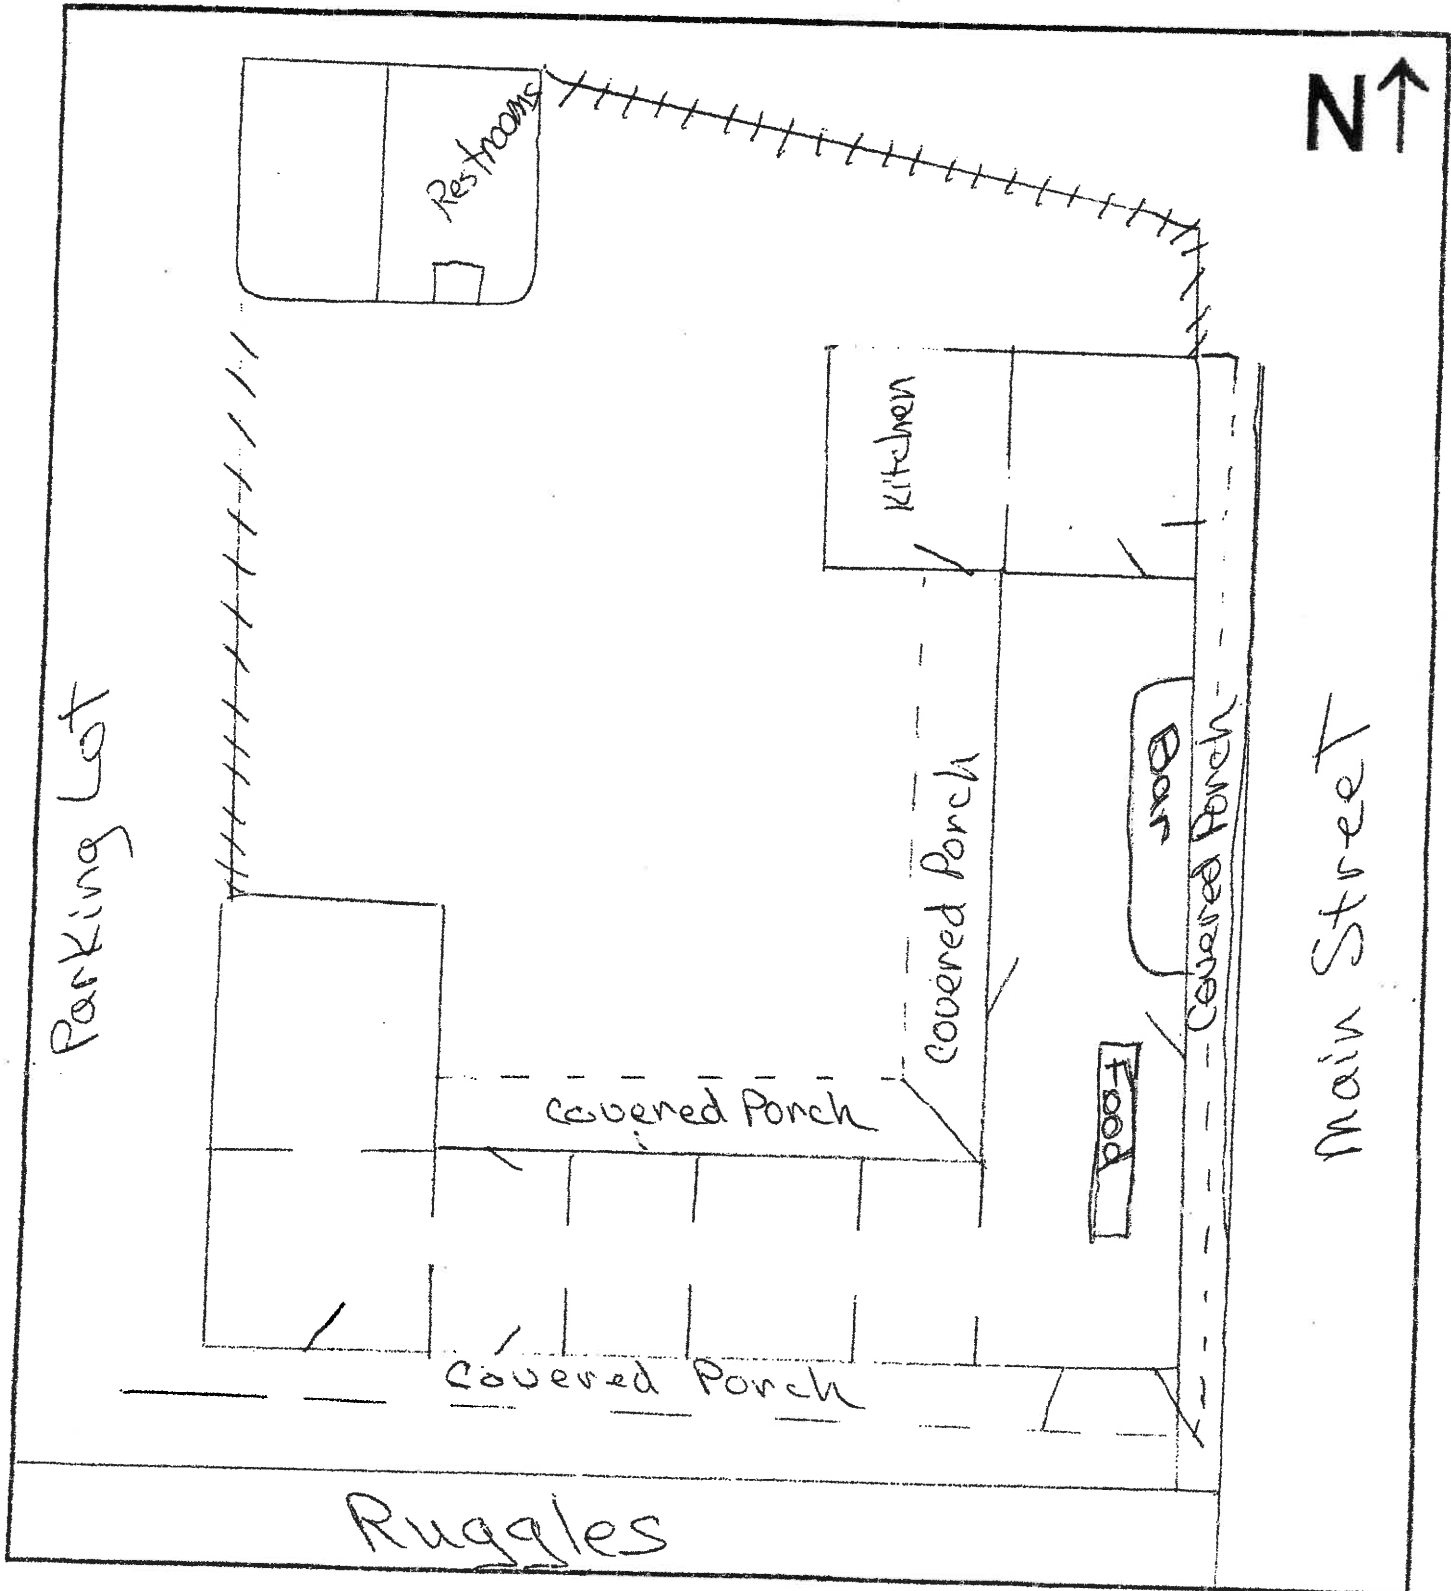 N
Restrooms
Kitchen
Parking Lot
Covered Porch
Bar
Covered Porch
Main Street
Food
Covered Porch
Covered Porch
Ruggles